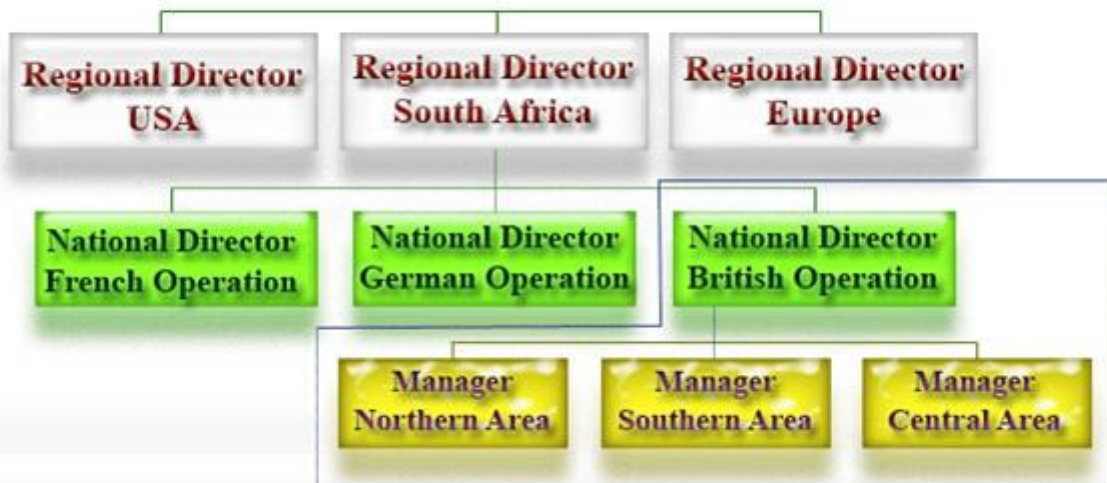 Regional Director
USA
Regional Director
South Africa
Regional Director
Europe
National Director
French Operation
National Director
German Operation
National Director
British Operation
Manager
Northern Area
Manager
Southern Area
Manager
Central Area